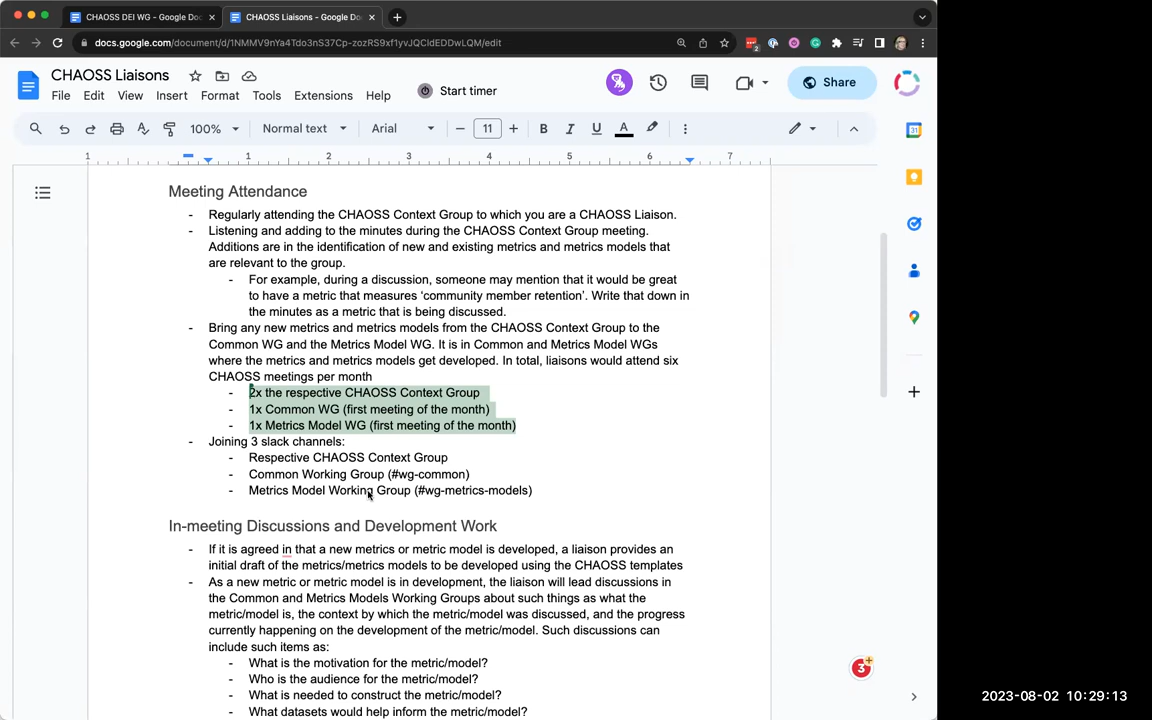 CHAOSS DEI WG - Google Doc
CHAOSS Liaisons - Google Do
docs.google.com/document/d/1NMMV9nYa4Tdo3nS37Cp-zozRS9xf1yvJQCldEDDwLQM/edit
2
CHAOSS Liaisons
File Edit View Insert Format Tools Extensions Help
Start timer
Share
100% Normal text Arial 11 B I U A
1 1 2 3 4 5 6 7
Meeting Attendance
- Regularly attending the CHAOSS Context Group to which you are a CHAOSS Liaison.
- Listening and adding to the minutes during the CHAOSS Context Group meeting.
Additions are in the identification of new and existing metrics and metrics models that
are relevant to the group.
- For example, during a discussion, someone may mention that it would be great
to have a metric that measures ‘community member retention’. Write that down in
the minutes as a metric that is being discussed.
- Bring any new metrics and metrics models from the CHAOSS Context Group to the
Common WG and the Metrics Model WG. It is in Common and Metrics Model WGs
where the metrics and metrics models get developed. In total, liaisons would attend six
CHAOSS meetings per month
- 2x the respective CHAOSS Context Group
- 1x Common WG (first meeting of the month)
- 1x Metrics Model WG (first meeting of the month)
- Joining 3 slack channels:
- Respective CHAOSS Context Group
- Common Working Group (#wg-common)
- Metrics Model Working Group (#wg-metrics-models)
In-meeting Discussions and Development Work
- If it is agreed in that a new metrics or metric model is developed, a liaison provides an
initial draft of the metrics/metrics models to be developed using the CHAOSS templates
- As a new metric or metric model is in development, the liaison will lead discussions in
the Common and Metrics Models Working Groups about such things as what the
metric/model is, the context by which the metric/model was discussed, and the progress
currently happening on the development of the metric/model. Such discussions can
include such items as:
- What is the motivation for the metric/model?
- Who is the audience for the metric/model?
- What is needed to construct the metric/model?
- What datasets would help inform the metric/model?
3
2023-08-02 10:29:13